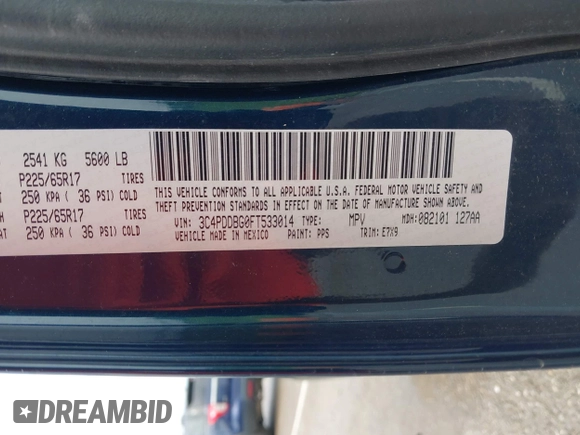 2541 KG 5600 LB
P225/65R17 TIRES
250 KPA ( 36 PSI) COLD
P225/65R17 TIRES
250 KPA ( 36 PSI) COLD
THIS VEHICLE CONFORMS TO ALL APPLICABLE U.S.A. FEDERAL MOTOR VEHICLE SAFETY AND
THEFT PREVENTION STANDARDS IN EFFECT ON THE DATE OF MANUFACTURE SHOWN ABOVE.
VIN: 3C4PDDBG0FT533014 TYPE: MPV MDH: 082101 127AA
VEHICLE MADE IN MEXICO PAINT: PPS TRIM: E7X9
DREAMBID